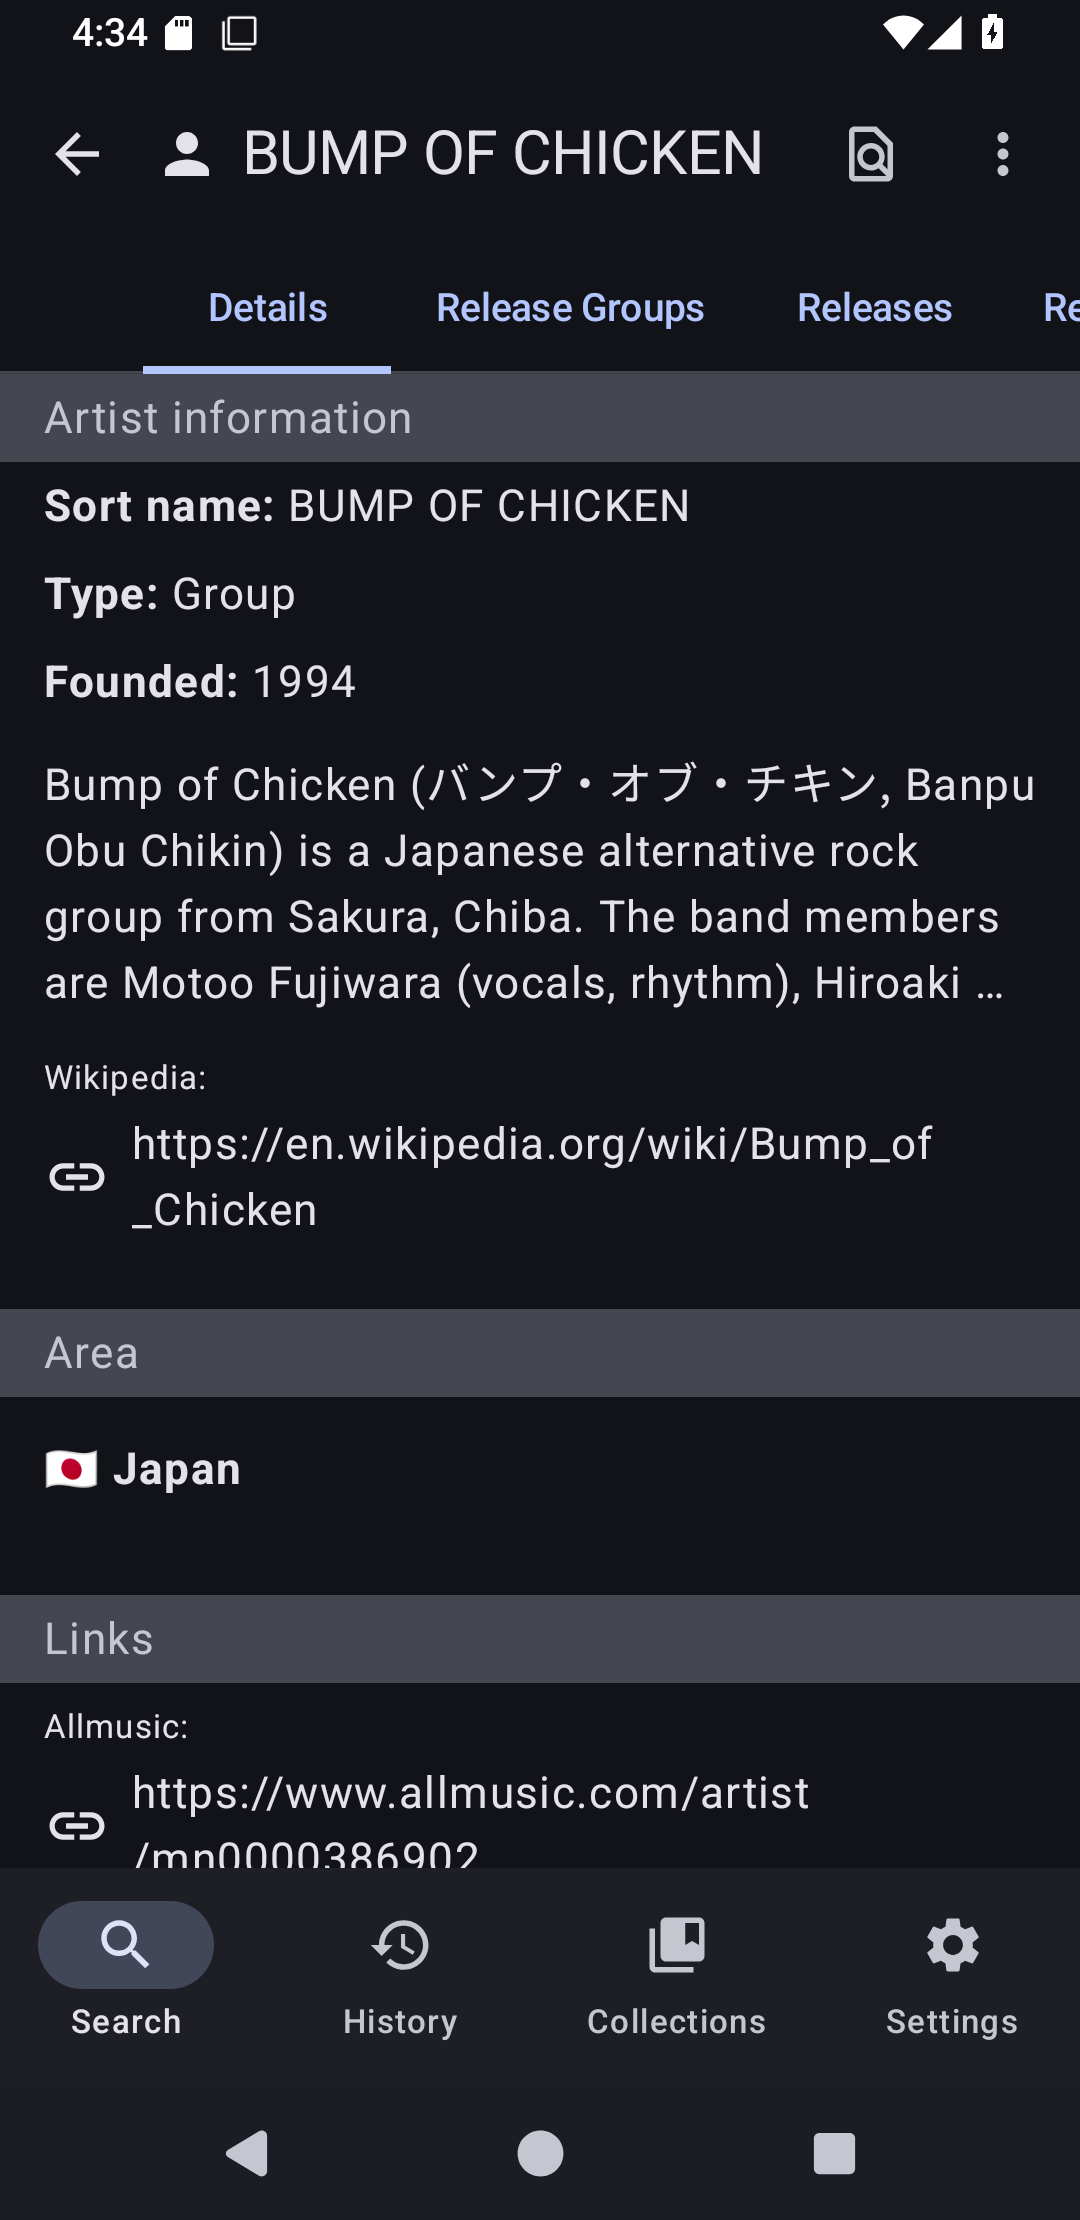 4:34
BUMP OF CHICKEN
Details Release Groups Releases Re
Artist information
Sort name: BUMP OF CHICKEN
Type: Group
Founded: 1994
Bump of Chicken (バンプ・オブ・チキン, Banpu
Obu Chikin) is a Japanese alternative rock
group from Sakura, Chiba. The band members
are Motoo Fujiwara (vocals, rhythm), Hiroaki …
Wikipedia:
https://en.wikipedia.org/wiki/Bump_of
_Chicken
Area
🇯🇵 Japan
Links
Allmusic:
https://www.allmusic.com/artist
/mn0000386902
Search History Collections Settings